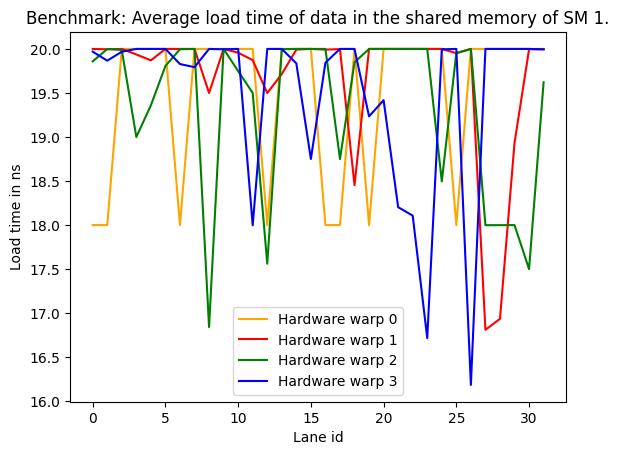 Benchmark: Average load time of data in the shared memory of SM 1.
20.0
19.5
19.0
18.5
18.0
17.5
17.0
16.5
16.0
Load time in ns
Hardware warp 0
Hardware warp 1
Hardware warp 2
Hardware warp 3
0 5 10 15 20 25 30
Lane id